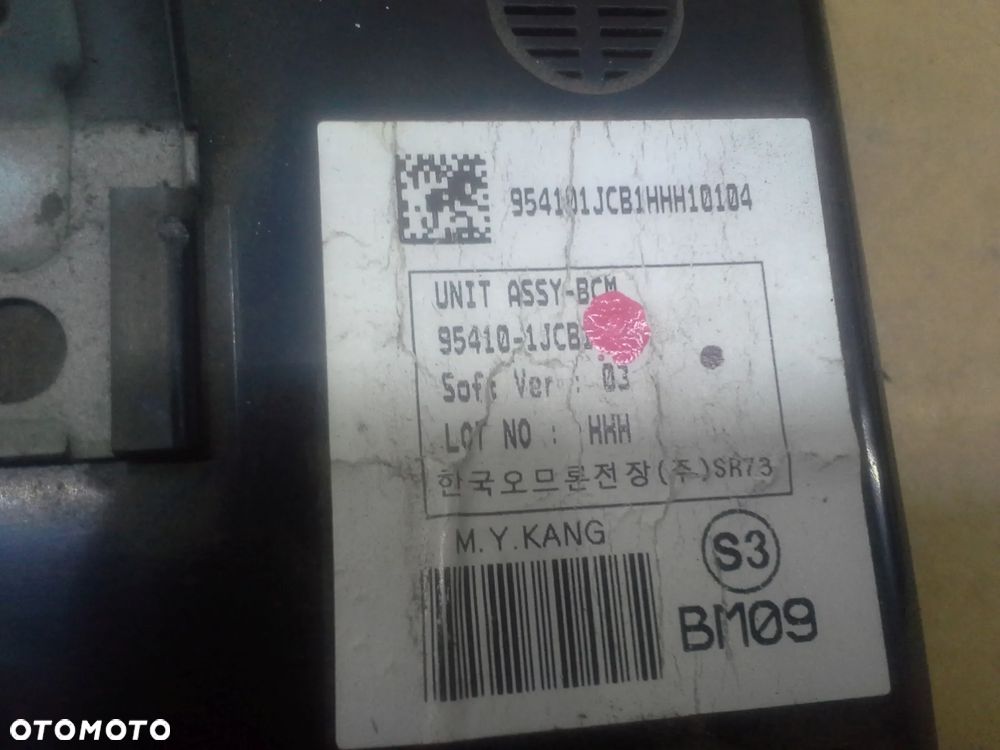 954101JCB1HHH10104
UNIT ASSY-BCM
95410-1JCB
Soft Ver : 03
LOT NO : HHH
한국오므론전장(주)SR73
M.Y.KANG
S3
BM09
OTOMOTO